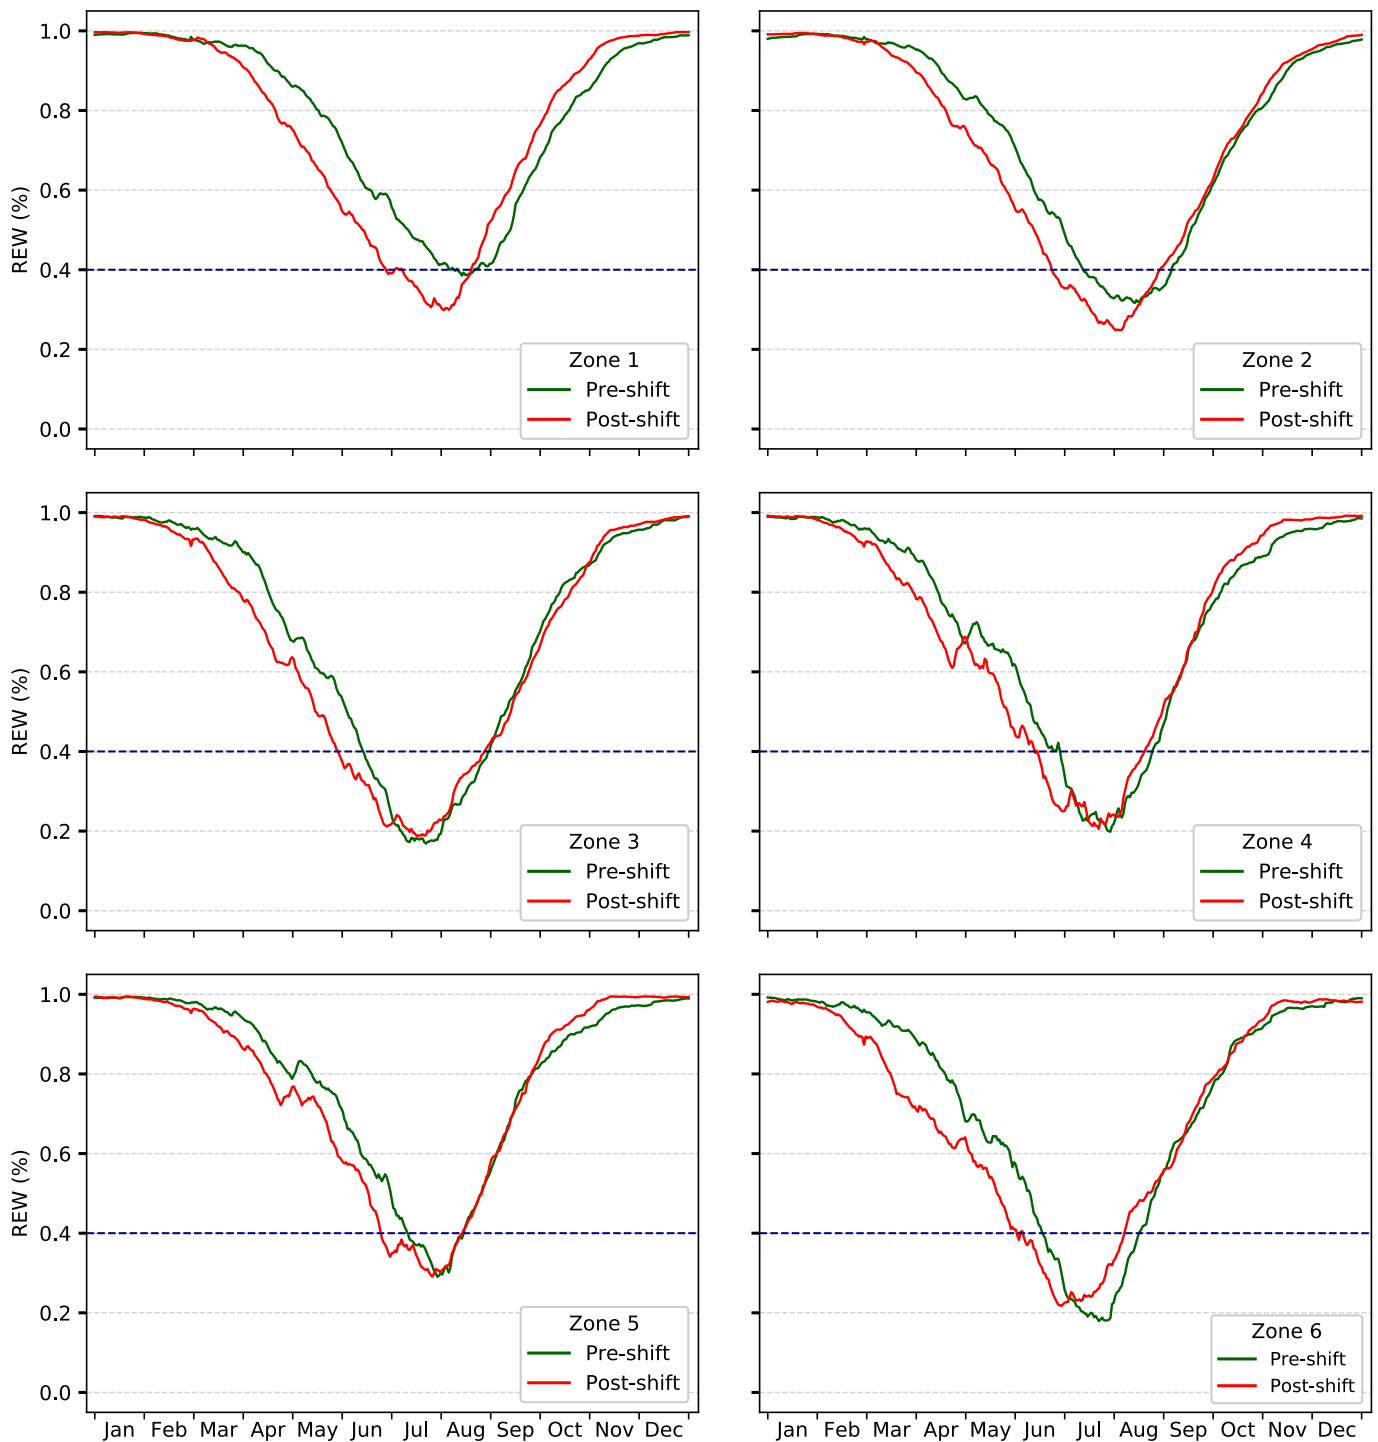 1.0
0.8
0.6
0.4
0.2
0.0
REW (%)
Zone 1
Pre-shift
Post-shift
Zone 2
Pre-shift
Post-shift
1.0
0.8
0.6
0.4
0.2
0.0
REW (%)
Zone 3
Pre-shift
Post-shift
Zone 4
Pre-shift
Post-shift
1.0
0.8
0.6
0.4
0.2
0.0
REW (%)
Zone 5
Pre-shift
Post-shift
Zone 6
Pre-shift
Post-shift
Jan Feb Mar Apr May Jun Jul Aug Sep Oct Nov Dec
Jan Feb Mar Apr May Jun Jul Aug Sep Oct Nov Dec